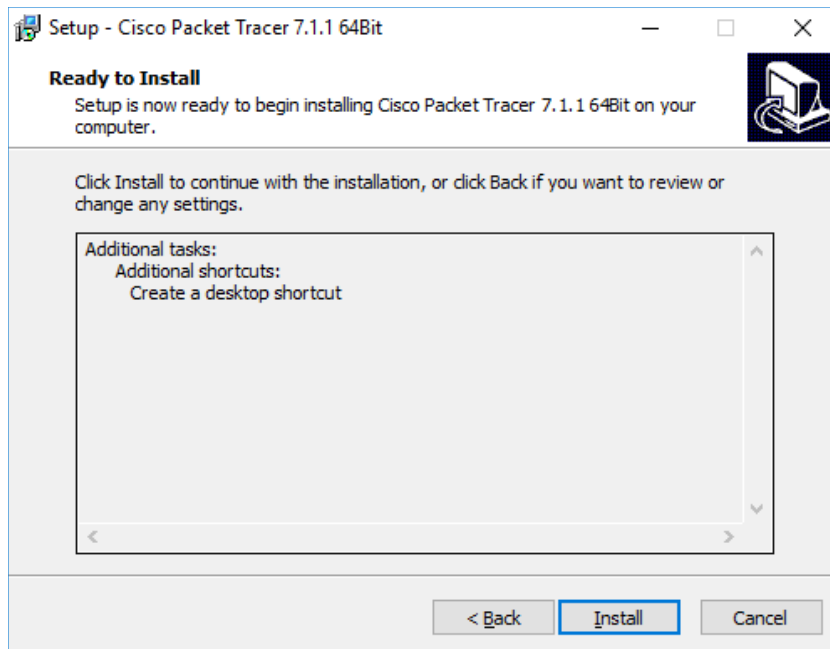 Setup - Cisco Packet Tracer 7.1.1 64Bit
Ready to Install
Setup is now ready to begin installing Cisco Packet Tracer 7.1.1 64Bit on your
computer.
Click Install to continue with the installation, or click Back if you want to review or
change any settings.
Additional tasks:
Additional shortcuts:
Create a desktop shortcut
< Back
Install
Cancel